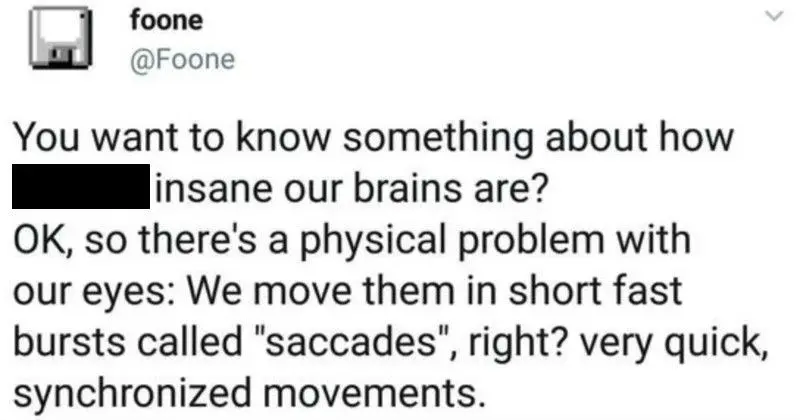 foone
@Foone
You want to know something about how
insane our brains are?
OK, so there's a physical problem with
our eyes: We move them in short fast
bursts called "saccades", right? very quick,
synchronized movements.